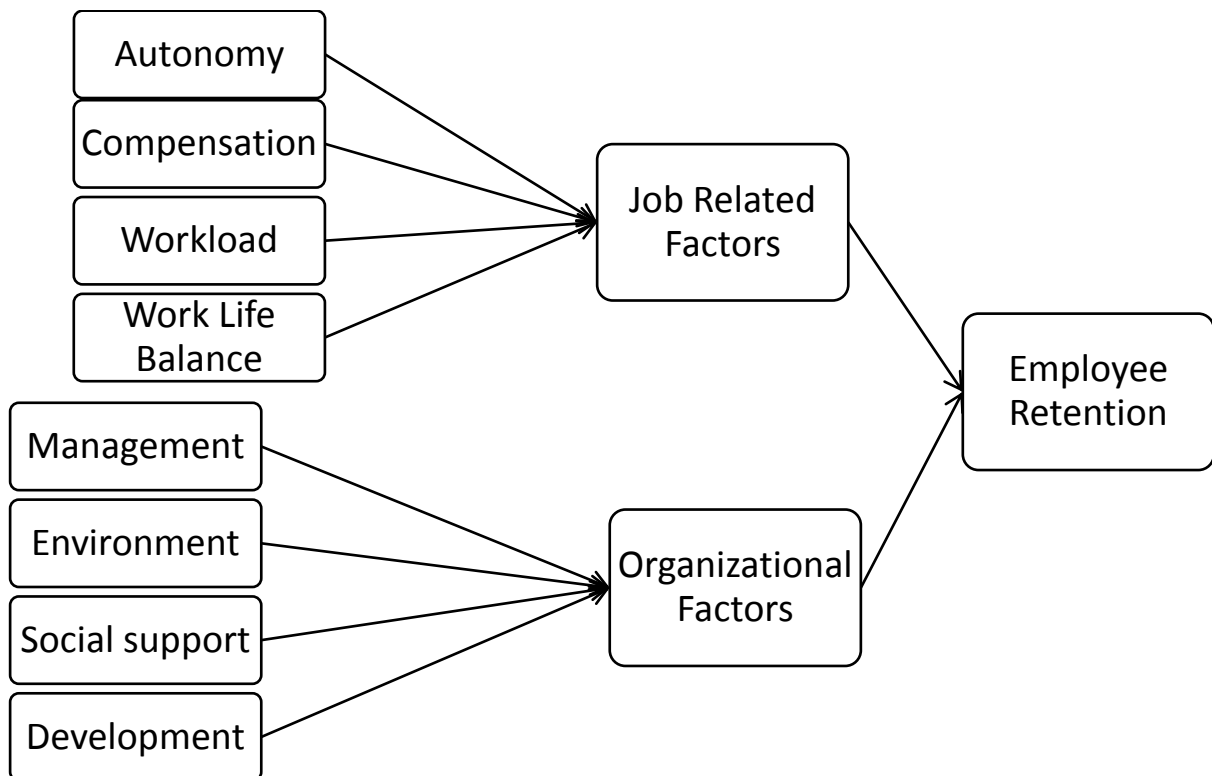 Autonomy
Compensation
Workload
Work Life
Balance
Management
Environment
Social support
Development
Job Related
Factors
Organizational
Factors
Employee
Retention